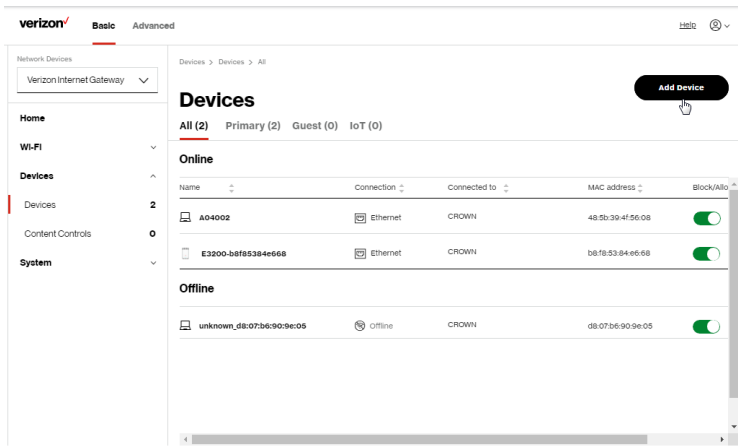 verizon Basic Advanced Help
Network Devices
Verizon Internet Gateway
Home
Wi-Fi
Devices
Devices 2
Content Controls 0
System
Devices > Devices > All
Add Device
Devices
All (2) Primary (2) Guest (0) IoT (0)
Online
Name Connection Connected to MAC address Block/Allo
A04002 Ethernet CROWN 48:5b:39:4f:56:08
E3200-b8f85384e668 Ethernet CROWN b8:f8:53:84:e6:68
Offline
unknown_d8:07:b6:90:9e:05 Offline CROWN d8:07:b6:90:9e:05